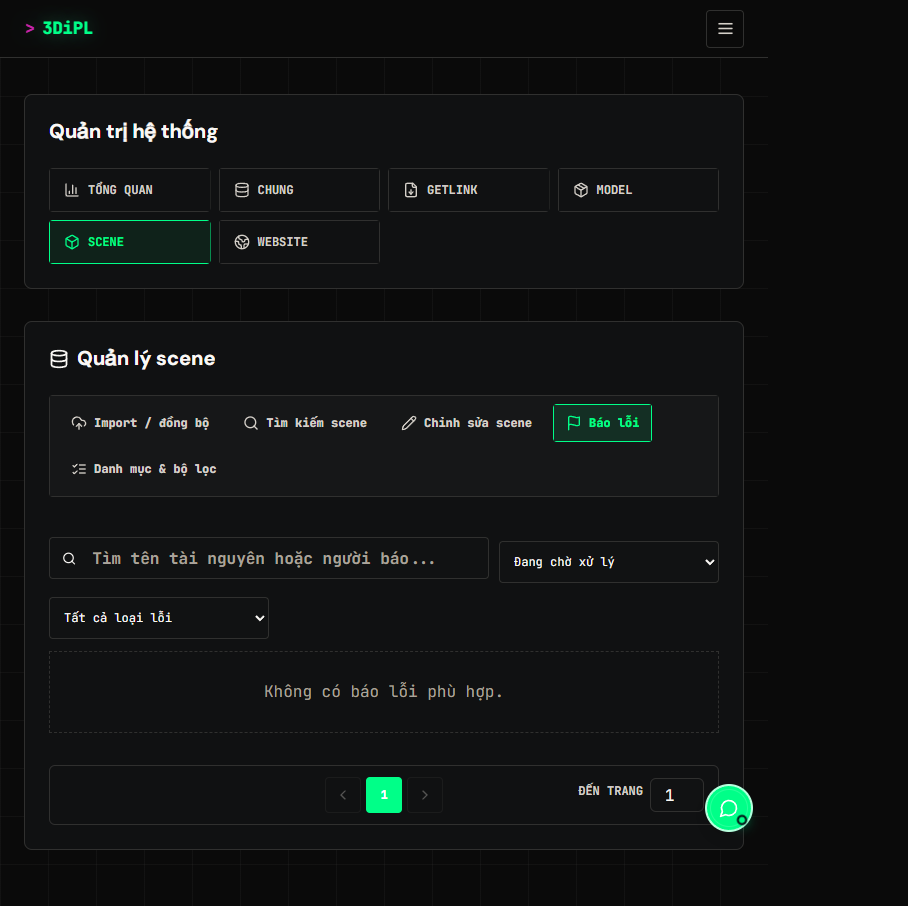 > 3DiPL
Quản trị hệ thống
TỔNG QUAN
CHUNG
GETLINK
MODEL
SCENE
WEBSITE
Quản lý scene
Import / đồng bộ
Tìm kiếm scene
Chỉnh sửa scene
Báo lỗi
Danh mục & bộ lọc
Tìm tên tài nguyên hoặc người báo...
Đang chờ xử lý
Tất cả loại lỗi
Không có báo lỗi phù hợp.
1
ĐẾN TRANG
1